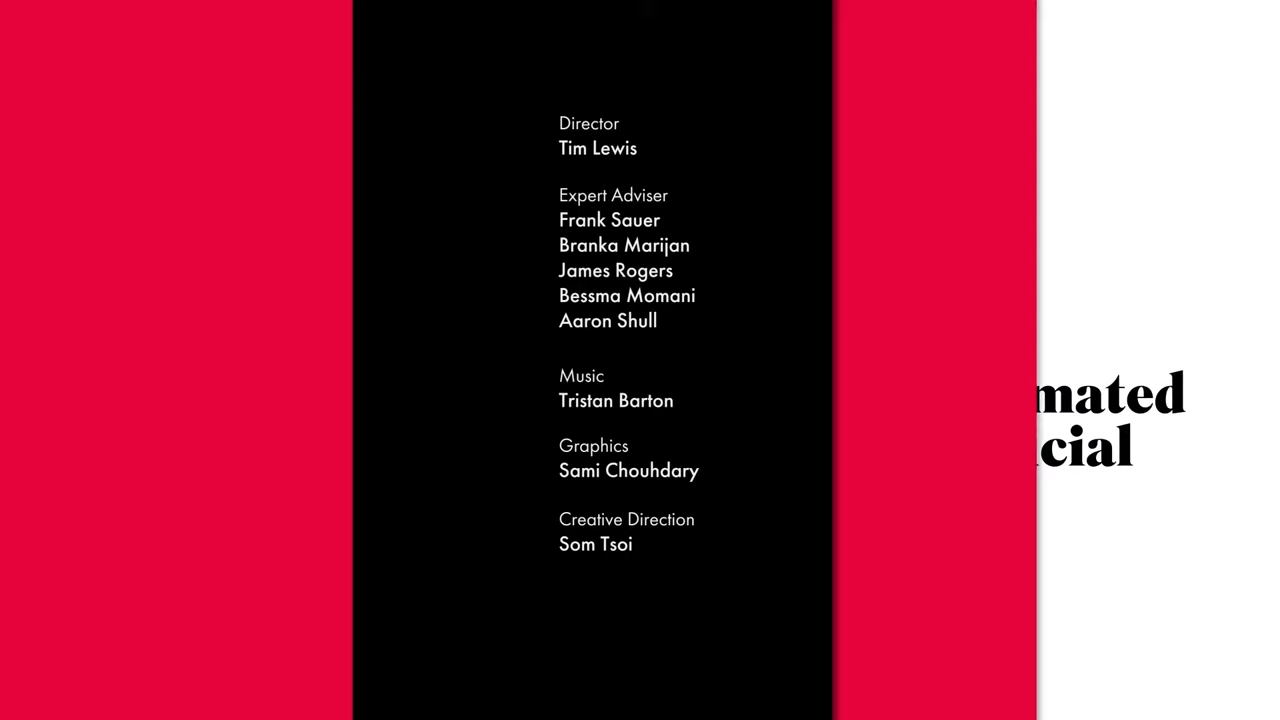 Director
Tim Lewis
Expert Adviser
Frank Sauer
Branka Marijan
James Rogers
Bessma Momani
Aaron Shull
Music
Tristan Barton
Graphics
Sami Chouhdary
Creative Direction
Som Tsoi
mated
cial